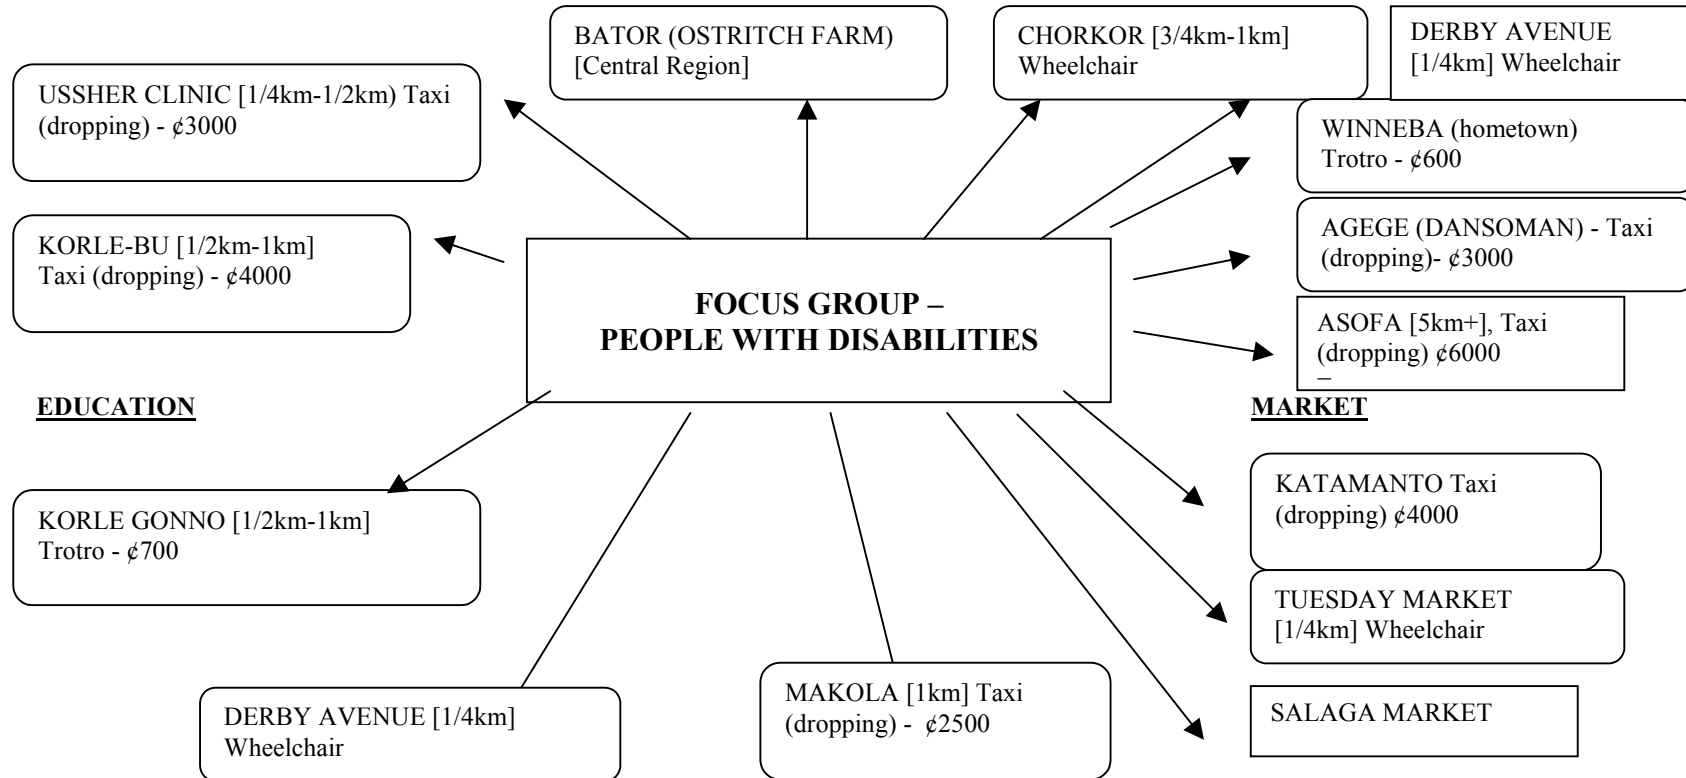 BATOR (OSTRITCH FARM)
[Central Region]
CHORKOR [3/4km-1km]
Wheelchair
DERBY AVENUE
[1/4km] Wheelchair
USSHER CLINIC [1/4km-1/2km) Taxi
(dropping) - ¢3000
WINNEBA (hometown)
Trotro - ¢600
KORLE-BU [1/2km-1km]
Taxi (dropping) - ¢4000
AGEGE (DANSOMAN) - Taxi
(dropping)- ¢3000
FOCUS GROUP –
PEOPLE WITH DISABILITIES
ASOFA [5km+], Taxi
(dropping) ¢6000
–
EDUCATION
MARKET
KORLE GONNO [1/2km-1km]
Trotro - ¢700
KATAMANTO Taxi
(dropping) ¢4000
TUESDAY MARKET
[1/4km] Wheelchair
DERBY AVENUE [1/4km]
Wheelchair
MAKOLA [1km] Taxi
(dropping) -  ¢2500
SALAGA MARKET